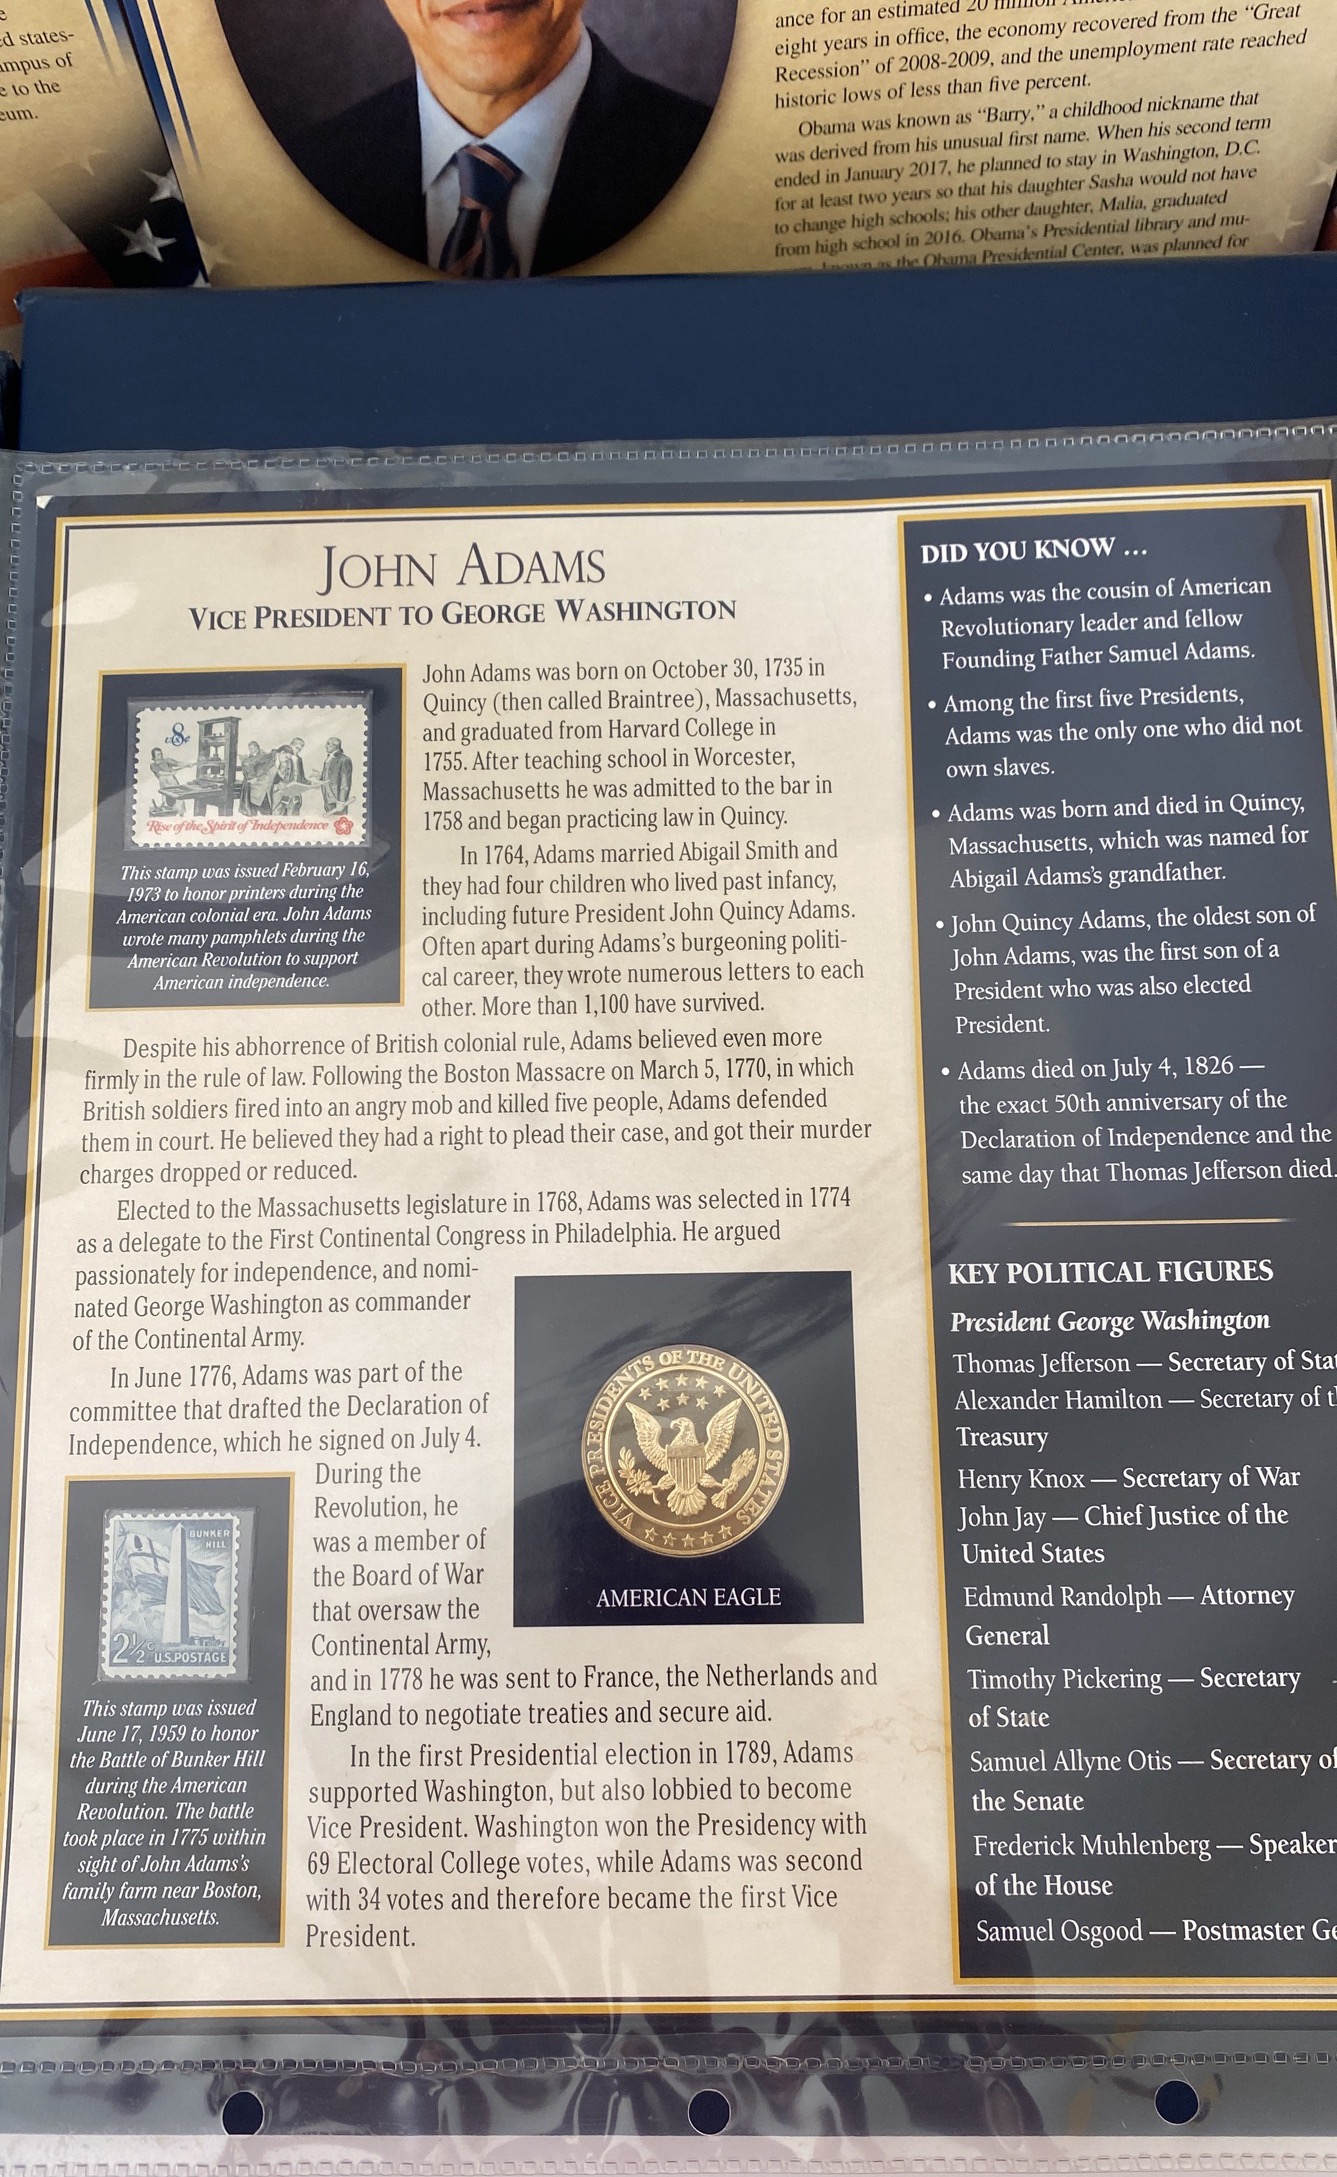 e
ed states-
ampus of
e to the
eum.
ance for an estimated 20 million
eight years in office, the economy recovered from the “Great
Recession” of 2008-2009, and the unemployment rate reached
historic lows of less than five percent.
Obama was known as “Barry,” a childhood nickname that
was derived from his unusual first name. When his second term
ended in January 2017, he planned to stay in Washington, D.C.
for at least two years so that his daughter Sasha would not have
to change high schools; his other daughter, Malia, graduated
from high school in 2016. Obama’s Presidential library and mu-
known as the Obama Presidential Center, was planned for
JOHN ADAMS
VICE PRESIDENT TO GEORGE WASHINGTON
8
US¢
Rise of the Spirit of Independence
This stamp was issued February 16,
1973 to honor printers during the
American colonial era. John Adams
wrote many pamphlets during the
American Revolution to support
American independence.
John Adams was born on October 30, 1735 in
Quincy (then called Braintree), Massachusetts,
and graduated from Harvard College in
1755. After teaching school in Worcester,
Massachusetts he was admitted to the bar in
1758 and began practicing law in Quincy.
In 1764, Adams married Abigail Smith and
they had four children who lived past infancy,
including future President John Quincy Adams.
Often apart during Adams’s burgeoning politi-
cal career, they wrote numerous letters to each
other. More than 1,100 have survived.
Despite his abhorrence of British colonial rule, Adams believed even more
firmly in the rule of law. Following the Boston Massacre on March 5, 1770, in which
British soldiers fired into an angry mob and killed five people, Adams defended
them in court. He believed they had a right to plead their case, and got their murder
charges dropped or reduced.
Elected to the Massachusetts legislature in 1768, Adams was selected in 1774
as a delegate to the First Continental Congress in Philadelphia. He argued
passionately for independence, and nomi-
nated George Washington as commander
of the Continental Army.
In June 1776, Adams was part of the
committee that drafted the Declaration of
Independence, which he signed on July 4.
During the
Revolution, he
was a member of
the Board of War
that oversaw the
Continental Army,
and in 1778 he was sent to France, the Netherlands and
England to negotiate treaties and secure aid.
In the first Presidential election in 1789, Adams
supported Washington, but also lobbied to become
Vice President. Washington won the Presidency with
69 Electoral College votes, while Adams was second
with 34 votes and therefore became the first Vice
President.
VICE PRESIDENTS OF THE UNITED STATES
AMERICAN EAGLE
BUNKER
HILL
2½c U.S.POSTAGE
This stamp was issued
June 17, 1959 to honor
the Battle of Bunker Hill
during the American
Revolution. The battle
took place in 1775 within
sight of John Adams’s
family farm near Boston,
Massachusetts.
DID YOU KNOW ...
• Adams was the cousin of American
Revolutionary leader and fellow
Founding Father Samuel Adams.
• Among the first five Presidents,
Adams was the only one who did not
own slaves.
• Adams was born and died in Quincy,
Massachusetts, which was named for
Abigail Adams’s grandfather.
• John Quincy Adams, the oldest son of
John Adams, was the first son of a
President who was also elected
President.
• Adams died on July 4, 1826 —
the exact 50th anniversary of the
Declaration of Independence and the
same day that Thomas Jefferson died.
KEY POLITICAL FIGURES
President George Washington
Thomas Jefferson — Secretary of Stat
Alexander Hamilton — Secretary of th
Treasury
Henry Knox — Secretary of War
John Jay — Chief Justice of the
United States
Edmund Randolph — Attorney
General
Timothy Pickering — Secretary
of State
Samuel Allyne Otis — Secretary of
the Senate
Frederick Muhlenberg — Speaker
of the House
Samuel Osgood — Postmaster Ge